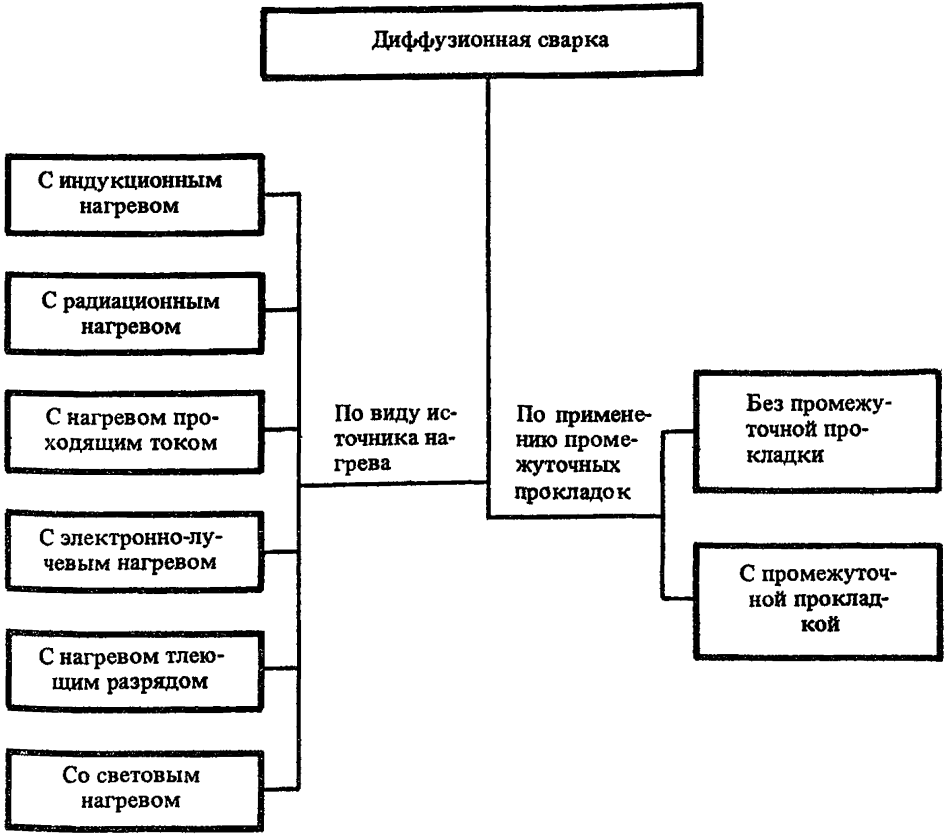 Диффузионная сварка
С индукционным
нагревом
С радиационным
нагревом
С нагревом про-
ходящим током
С электронно-лу-
чевым нагревом
С нагревом тлею-
щим разрядом
Со световым
нагревом
По виду ис-
точника на-
грева
По примене-
нию проме-
жуточных
прокладок
Без промежу-
точной про-
кладки
С промежуточ-
ной проклад-
кой